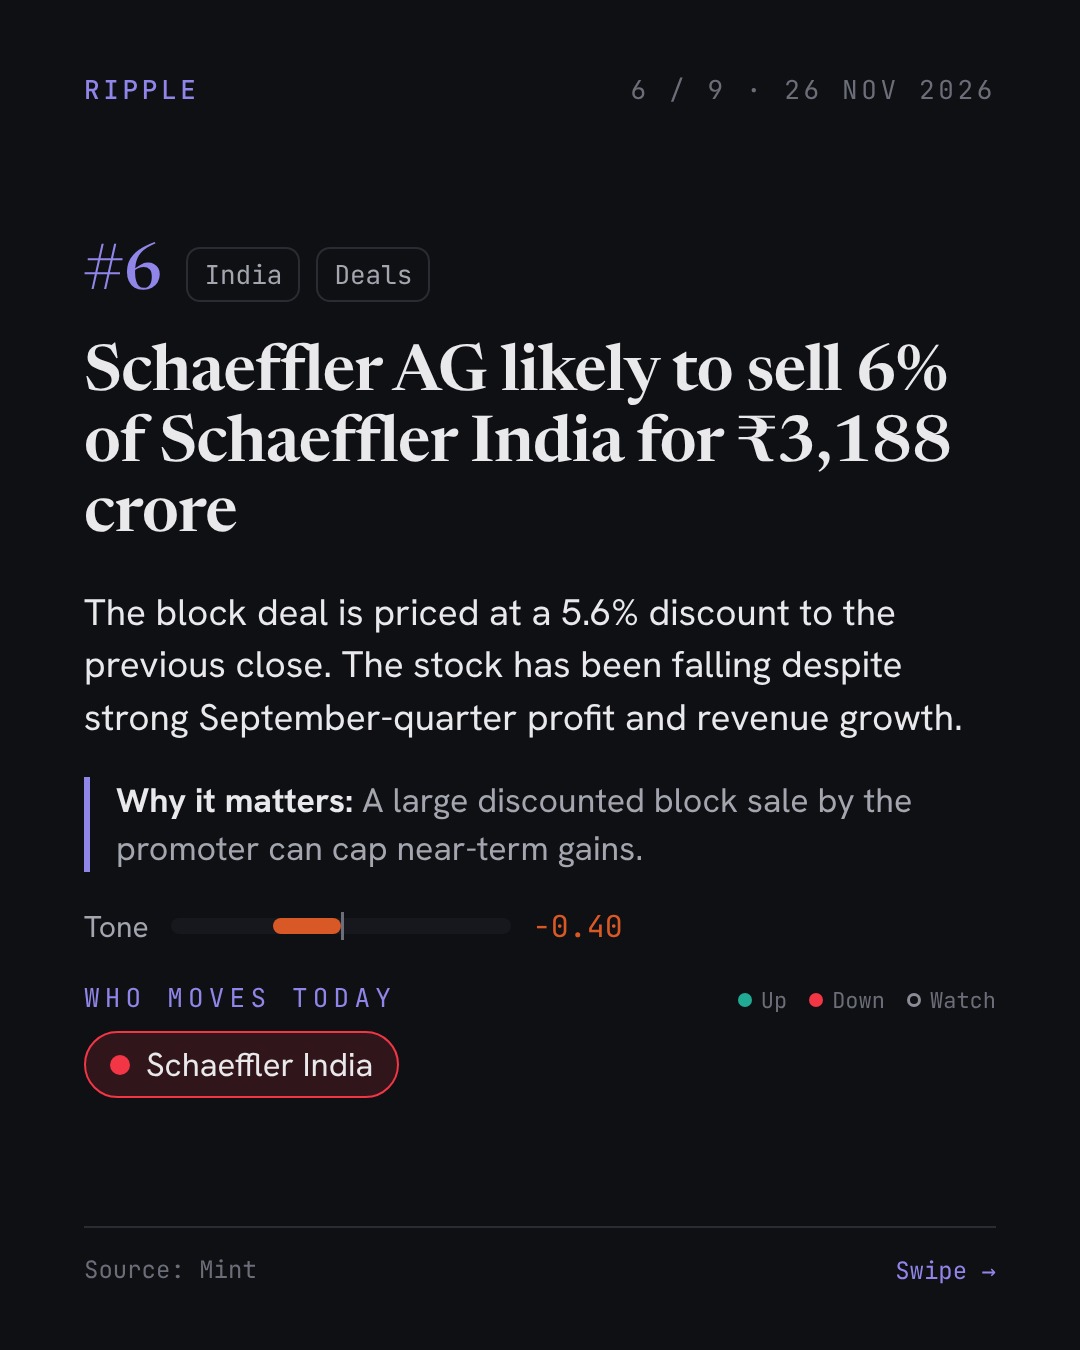 RIPPLE
6 / 9 · 26 NOV 2026
#6 India Deals
Schaeffler AG likely to sell 6%
of Schaeffler India for ₹3,188
crore
The block deal is priced at a 5.6% discount to the
previous close. The stock has been falling despite
strong September-quarter profit and revenue growth.
Why it matters: A large discounted block sale by the
promoter can cap near-term gains.
Tone -0.40
WHO MOVES TODAY
Up Down Watch
Schaeffler India
Source: Mint
Swipe →